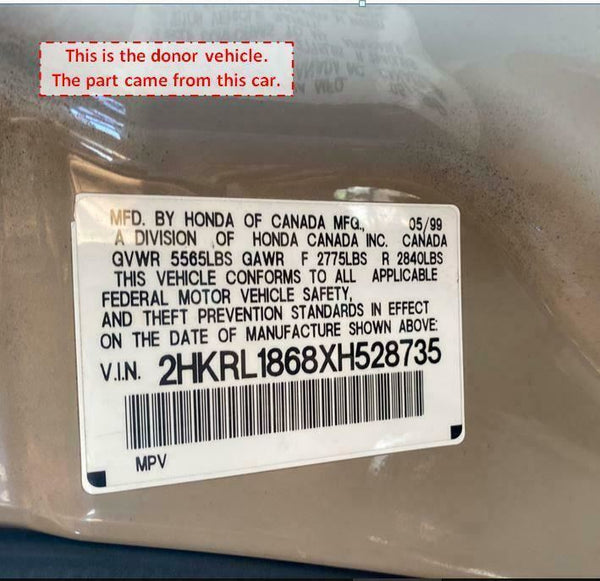 This is the donor vehicle.
The part came from this car.
MFD. BY HONDA OF CANADA MFG., 05/99
A DIVISION OF HONDA CANADA INC. CANADA
GVWR 5565LBS GAWR F 2775LBS R 2840LBS
THIS VEHICLE CONFORMS TO ALL APPLICABLE
FEDERAL MOTOR VEHICLE SAFETY,
AND THEFT PREVENTION STANDARDS IN EFFECT
ON THE DATE OF MANUFACTURE SHOWN ABOVE:
V.I.N. 2HKRL1868XH528735
MPV